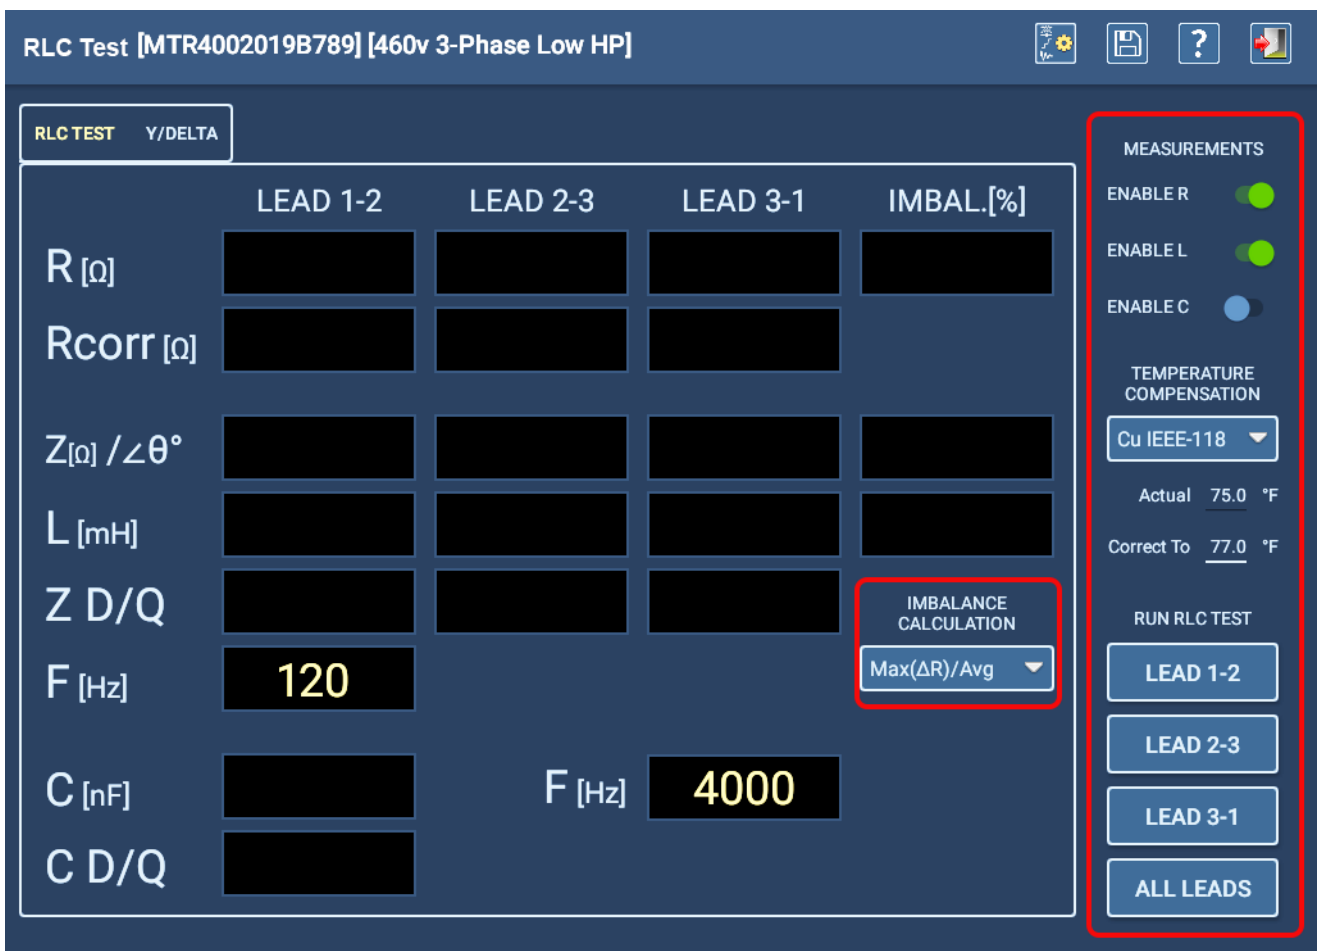 RLC Test [MTR4002019B789] [460v 3-Phase Low HP]
?
RLC TEST Y/DELTA
LEAD 1-2 LEAD 2-3 LEAD 3-1 IMBAL.[%]
R [Ω]
Rcorr [Ω]
Z[Ω] /∠θ°
L [mH]
Z D/Q
F [Hz] 120
IMBALANCE
CALCULATION
Max(ΔR)/Avg
C [nF] F [Hz] 4000
C D/Q
MEASUREMENTS
ENABLE R
ENABLE L
ENABLE C
TEMPERATURE
COMPENSATION
Cu IEEE-118
Actual 75.0 °F
Correct To 77.0 °F
RUN RLC TEST
LEAD 1-2
LEAD 2-3
LEAD 3-1
ALL LEADS